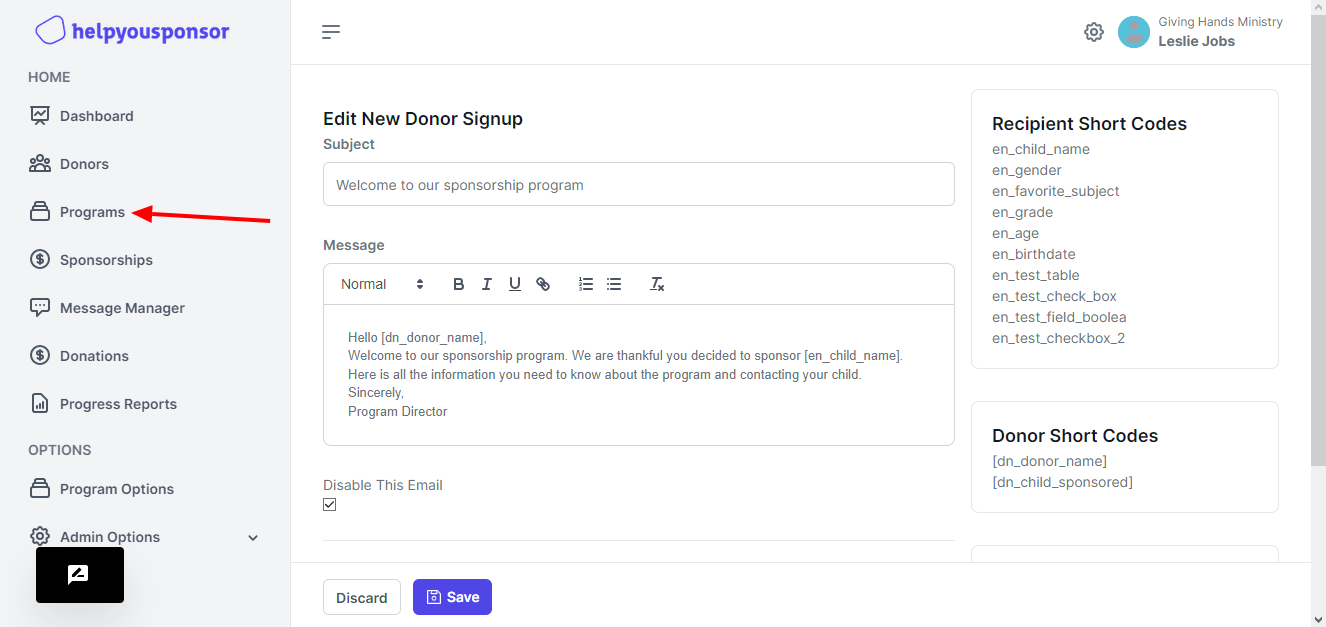 helpyousponsor
HOME
Dashboard
Donors
Programs
Sponsorships
Message Manager
Donations
Progress Reports
OPTIONS
Program Options
Admin Options
Giving Hands Ministry
Leslie Jobs
Edit New Donor Signup
Subject
Welcome to our sponsorship program
Message
Normal
B I U
Hello [dn_donor_name],
Welcome to our sponsorship program. We are thankful you decided to sponsor [en_child_name].
Here is all the information you need to know about the program and contacting your child.
Sincerely,
Program Director
Disable This Email
Discard
Save
Recipient Short Codes
en_child_name
en_gender
en_favorite_subject
en_grade
en_age
en_birthdate
en_test_table
en_test_check_box
en_test_field_boolea
en_test_checkbox_2
Donor Short Codes
[dn_donor_name]
[dn_child_sponsored]